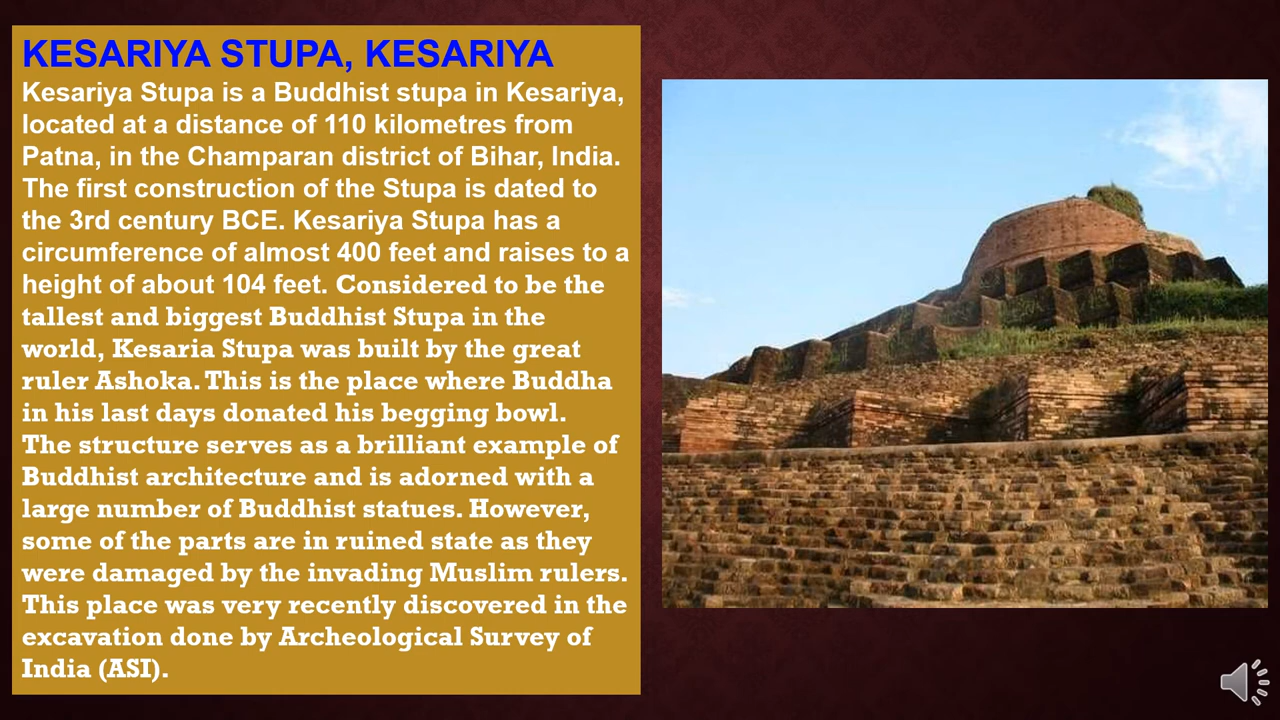 KESARIYA STUPA, KESARIYA
Kesariya Stupa is a Buddhist stupa in Kesariya,
located at a distance of 110 kilometres from
Patna, in the Champaran district of Bihar, India.
The first construction of the Stupa is dated to
the 3rd century BCE. Kesariya Stupa has a
circumference of almost 400 feet and raises to a
height of about 104 feet. Considered to be the
tallest and biggest Buddhist Stupa in the
world, Kesaria Stupa was built by the great
ruler Ashoka. This is the place where Buddha
in his last days donated his begging bowl.
The structure serves as a brilliant example of
Buddhist architecture and is adorned with a
large number of Buddhist statues. However,
some of the parts are in ruined state as they
were damaged by the invading Muslim rulers.
This place was very recently discovered in the
excavation done by Archeological Survey of
India (ASI).